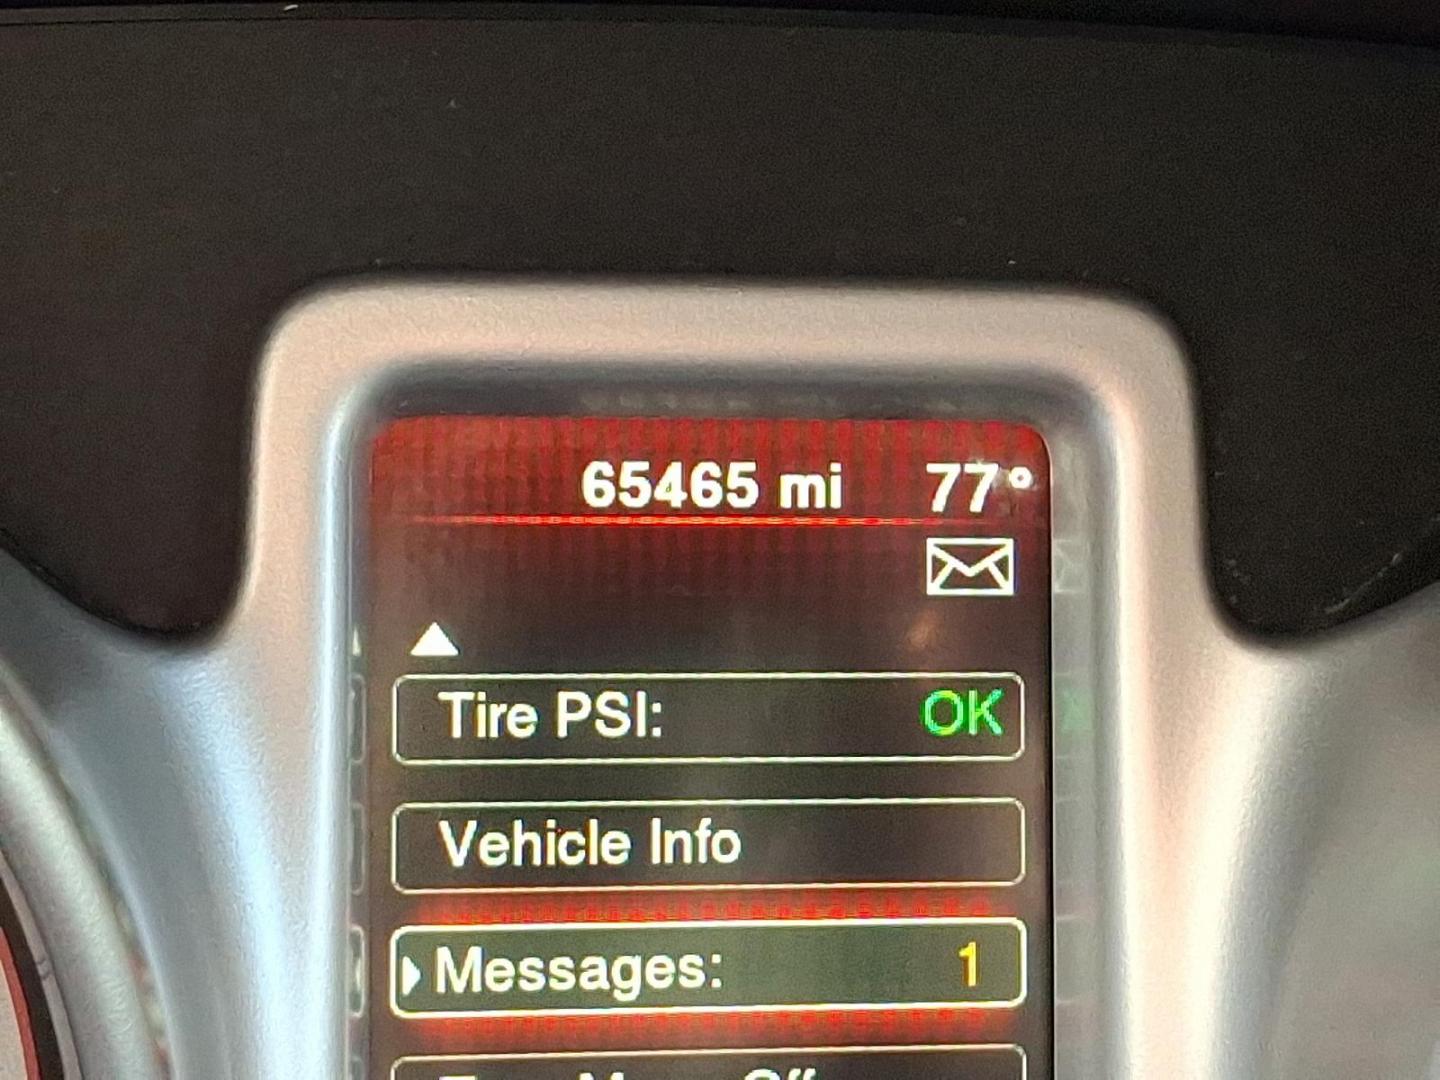 65465 mi 77°
Tire PSI: OK
Vehicle Info
Messages: 1